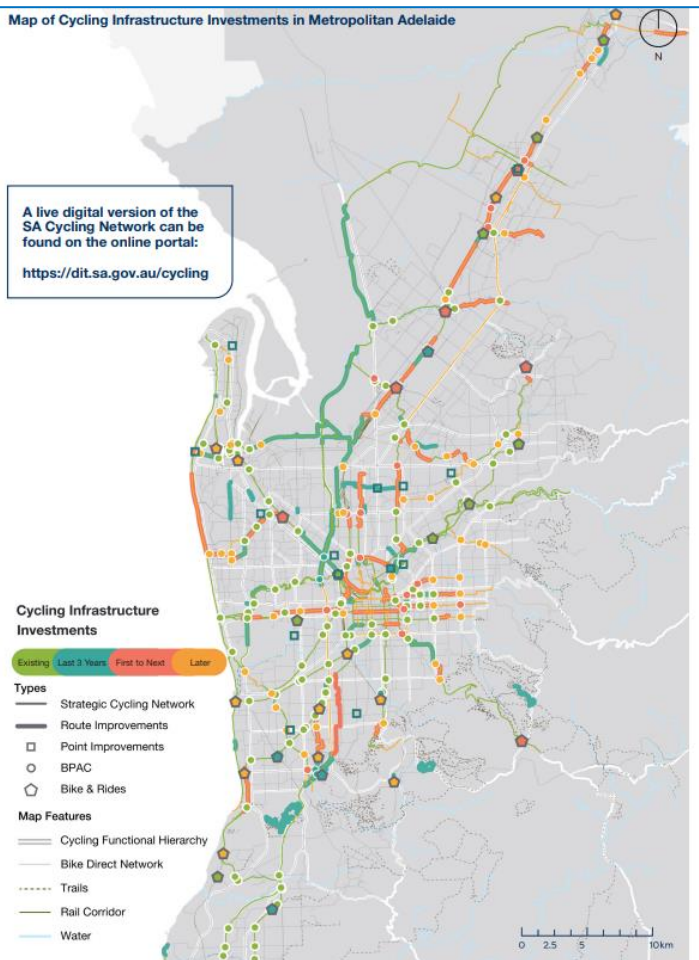 Map of Cycling Infrastructure Investments in Metropolitan Adelaide
N
A live digital version of the
SA Cycling Network can be
found on the online portal:
https://dit.sa.gov.au/cycling
Cycling Infrastructure
Investments
Existing Last 3 Years First to Next Later
Types
Strategic Cycling Network
Route Improvements
Point Improvements
BPAC
Bike & Rides
Map Features
Cycling Functional Hierarchy
Bike Direct Network
Trails
Rail Corridor
Water
0 2.5 5 10km